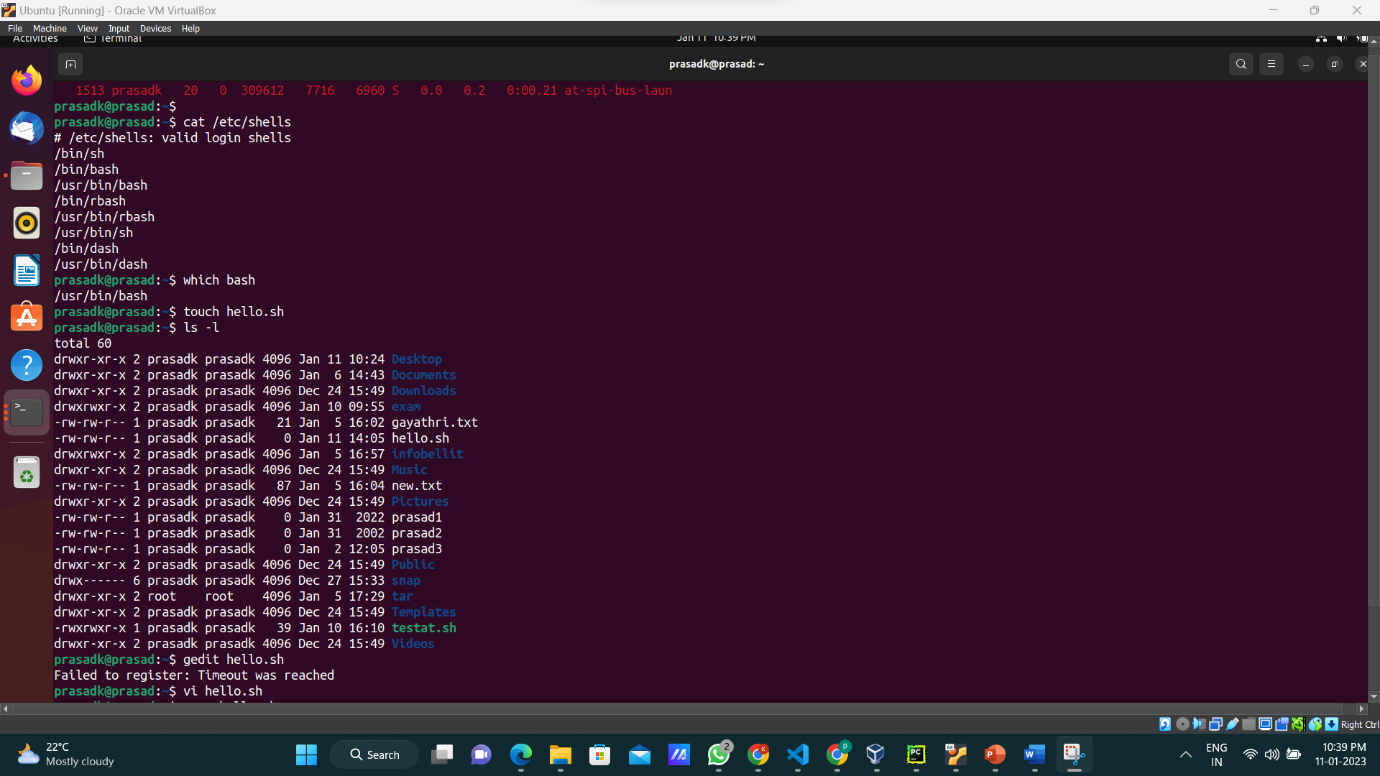 Ubuntu [Running] - Oracle VM VirtualBox
File Machine View Input Devices Help
Activities Terminal Jan 11 10:39 PM
prasadk@prasad: ~
1513 prasadk 20 0 309612 7716 6960 S 0.0 0.2 0:00.21 at-spi-bus-laun
prasadk@prasad:~$
prasadk@prasad:~$ cat /etc/shells
# /etc/shells: valid login shells
/bin/sh
/bin/bash
/usr/bin/bash
/bin/rbash
/usr/bin/rbash
/usr/bin/sh
/bin/dash
/usr/bin/dash
prasadk@prasad:~$ which bash
/usr/bin/bash
prasadk@prasad:~$ touch hello.sh
prasadk@prasad:~$ ls -l
total 60
drwxr-xr-x 2 prasadk prasadk 4096 Jan 11 10:24 Desktop
drwxr-xr-x 2 prasadk prasadk 4096 Jan 6 14:43 Documents
drwxr-xr-x 2 prasadk prasadk 4096 Dec 24 15:49 Downloads
drwxrwxr-x 2 prasadk prasadk 4096 Jan 10 09:55 exam
-rw-rw-r-- 1 prasadk prasadk 21 Jan 5 16:02 gayathri.txt
-rw-rw-r-- 1 prasadk prasadk 0 Jan 11 14:05 hello.sh
drwxrwxr-x 2 prasadk prasadk 4096 Jan 5 16:57 infobellit
drwxr-xr-x 2 prasadk prasadk 4096 Dec 24 15:49 Music
-rw-rw-r-- 1 prasadk prasadk 87 Jan 5 16:04 new.txt
drwxr-xr-x 2 prasadk prasadk 4096 Dec 24 15:49 Pictures
-rw-rw-r-- 1 prasadk prasadk 0 Jan 31 2022 prasad1
-rw-rw-r-- 1 prasadk prasadk 0 Jan 31 2002 prasad2
-rw-rw-r-- 1 prasadk prasadk 0 Jan 2 12:05 prasad3
drwxr-xr-x 2 prasadk prasadk 4096 Dec 24 15:49 Public
drwx------ 6 prasadk prasadk 4096 Dec 27 15:33 snap
drwxr-xr-x 2 root root 4096 Jan 5 17:29 tar
drwxr-xr-x 2 prasadk prasadk 4096 Dec 24 15:49 Templates
-rwxrwxr-x 1 prasadk prasadk 39 Jan 10 16:10 testat.sh
drwxr-xr-x 2 prasadk prasadk 4096 Dec 24 15:49 Videos
prasadk@prasad:~$ gedit hello.sh
Failed to register: Timeout was reached
prasadk@prasad:~$ vi hello.sh
Right Ctrl
22°C
Mostly cloudy
Search
2
ENG
IN
10:39 PM
11-01-2023